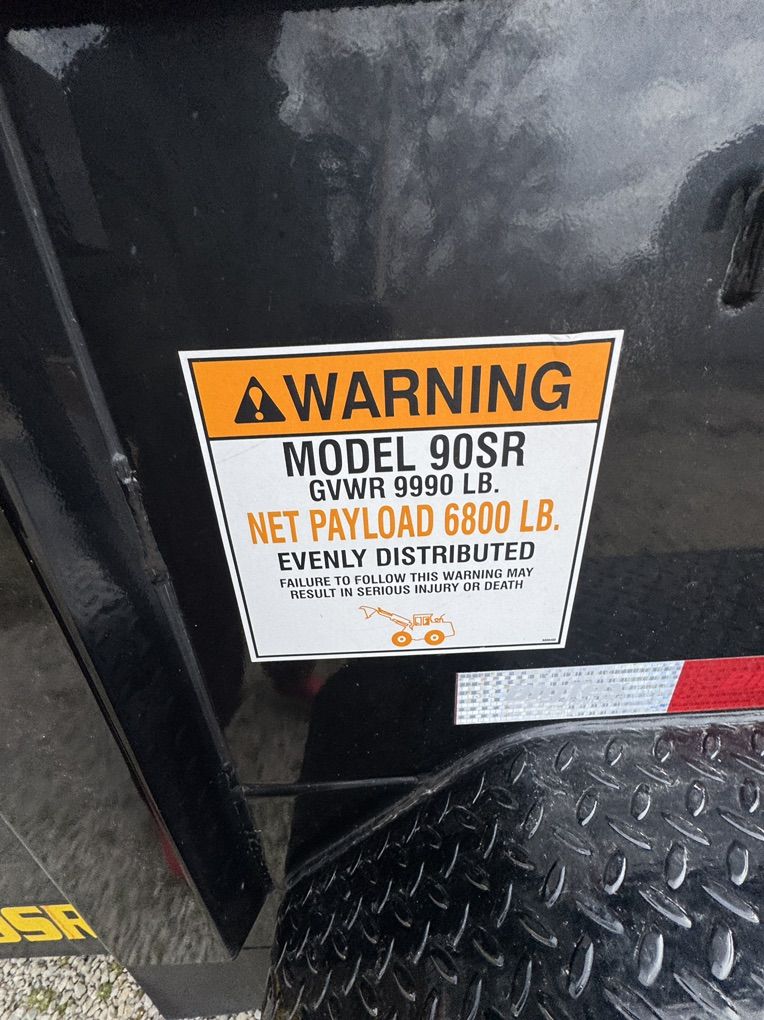 WARNING
MODEL 90SR
GVWR 9990 LB.
NET PAYLOAD 6800 LB.
EVENLY DISTRIBUTED
FAILURE TO FOLLOW THIS WARNING MAY
RESULT IN SERIOUS INJURY OR DEATH